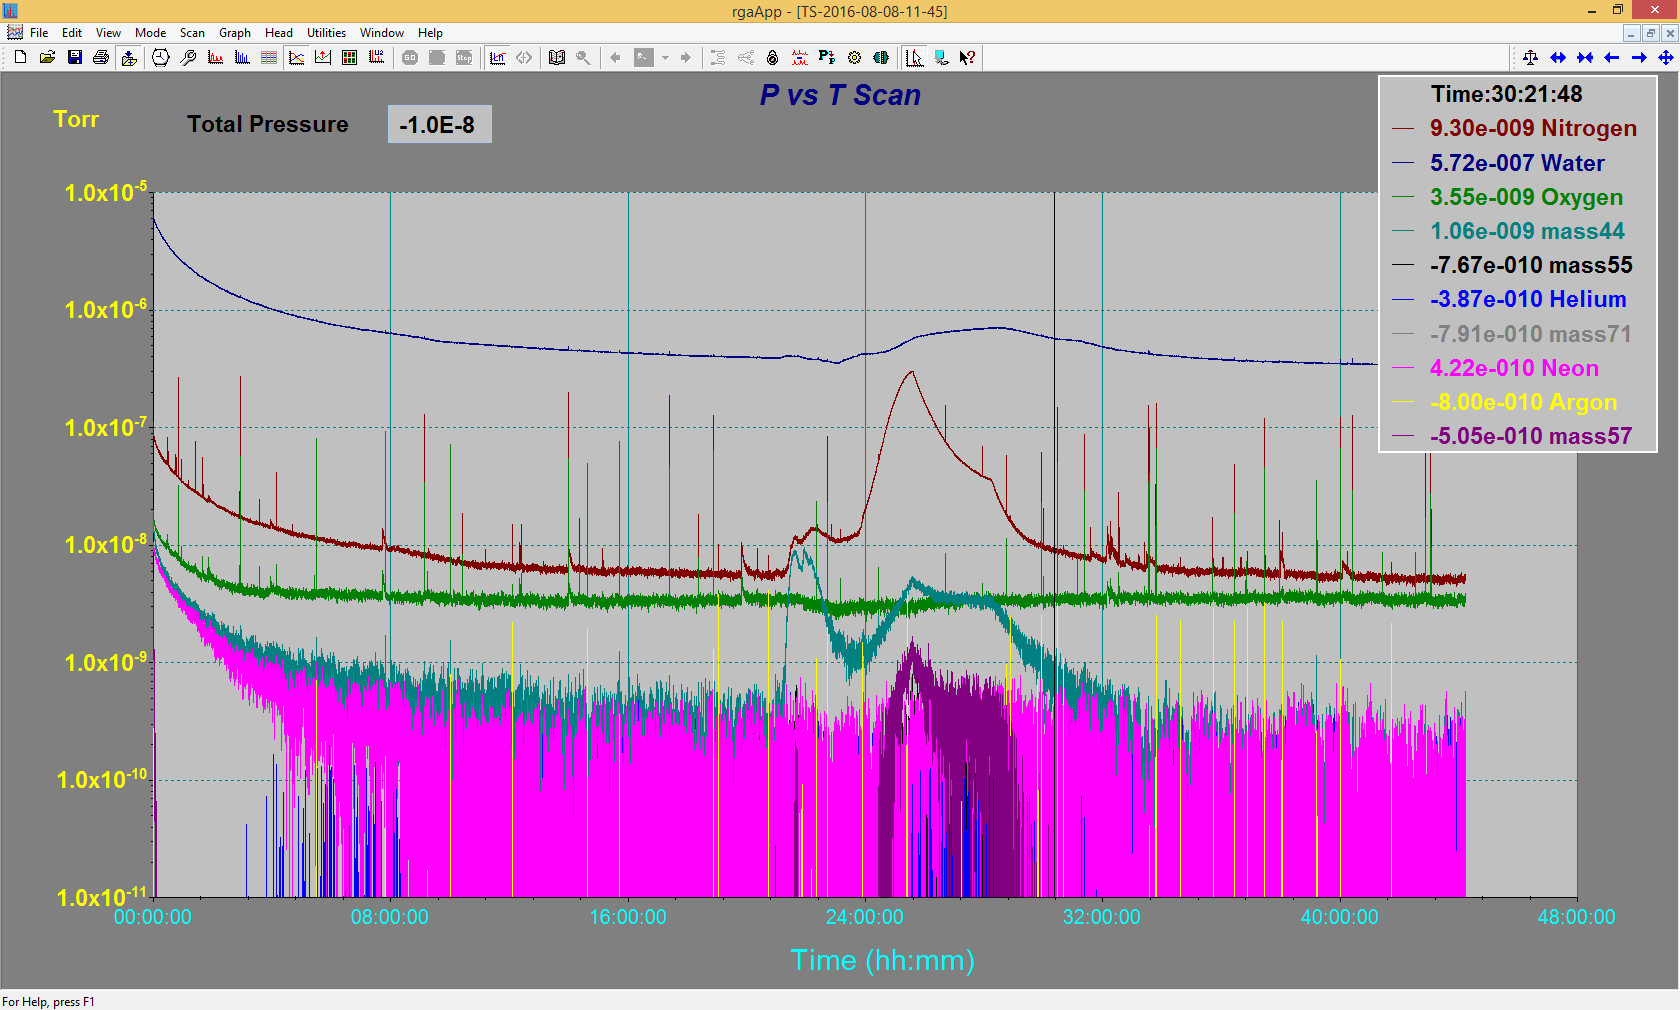 rgaApp - [TS-2016-08-08-11-45]
File Edit View Mode Scan Graph Head Utilities Window Help
GO Stop
P vs T Scan
Torr
Total Pressure -1.0E-8
Time:30:21:48
9.30e-009 Nitrogen
5.72e-007 Water
3.55e-009 Oxygen
1.06e-009 mass44
-7.67e-010 mass55
-3.87e-010 Helium
-7.91e-010 mass71
4.22e-010 Neon
-8.00e-010 Argon
-5.05e-010 mass57
1.0x10-5
1.0x10-6
1.0x10-7
1.0x10-8
1.0x10-9
1.0x10-10
1.0x10-11
00:00:00 08:00:00 16:00:00 24:00:00 32:00:00 40:00:00 48:00:00
Time (hh:mm)
For Help, press F1